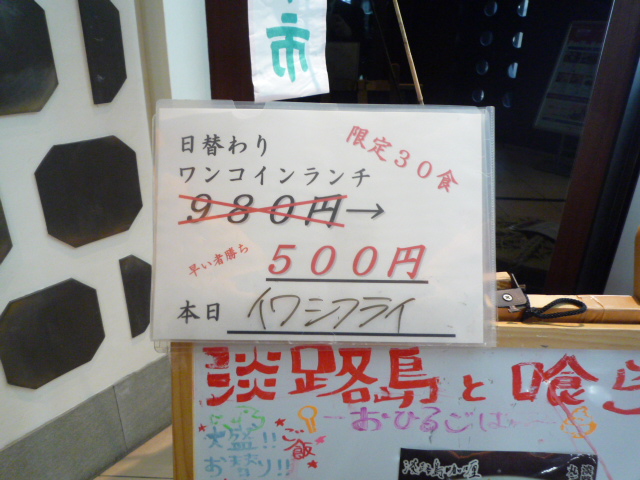 市
日替わり
限定30食
ワンコインランチ
980円→
早い者勝ち
500円
本日 イワシフライ
淡路島と喰ら
おひるごはん
大盛!!
ご飯
お替り!!